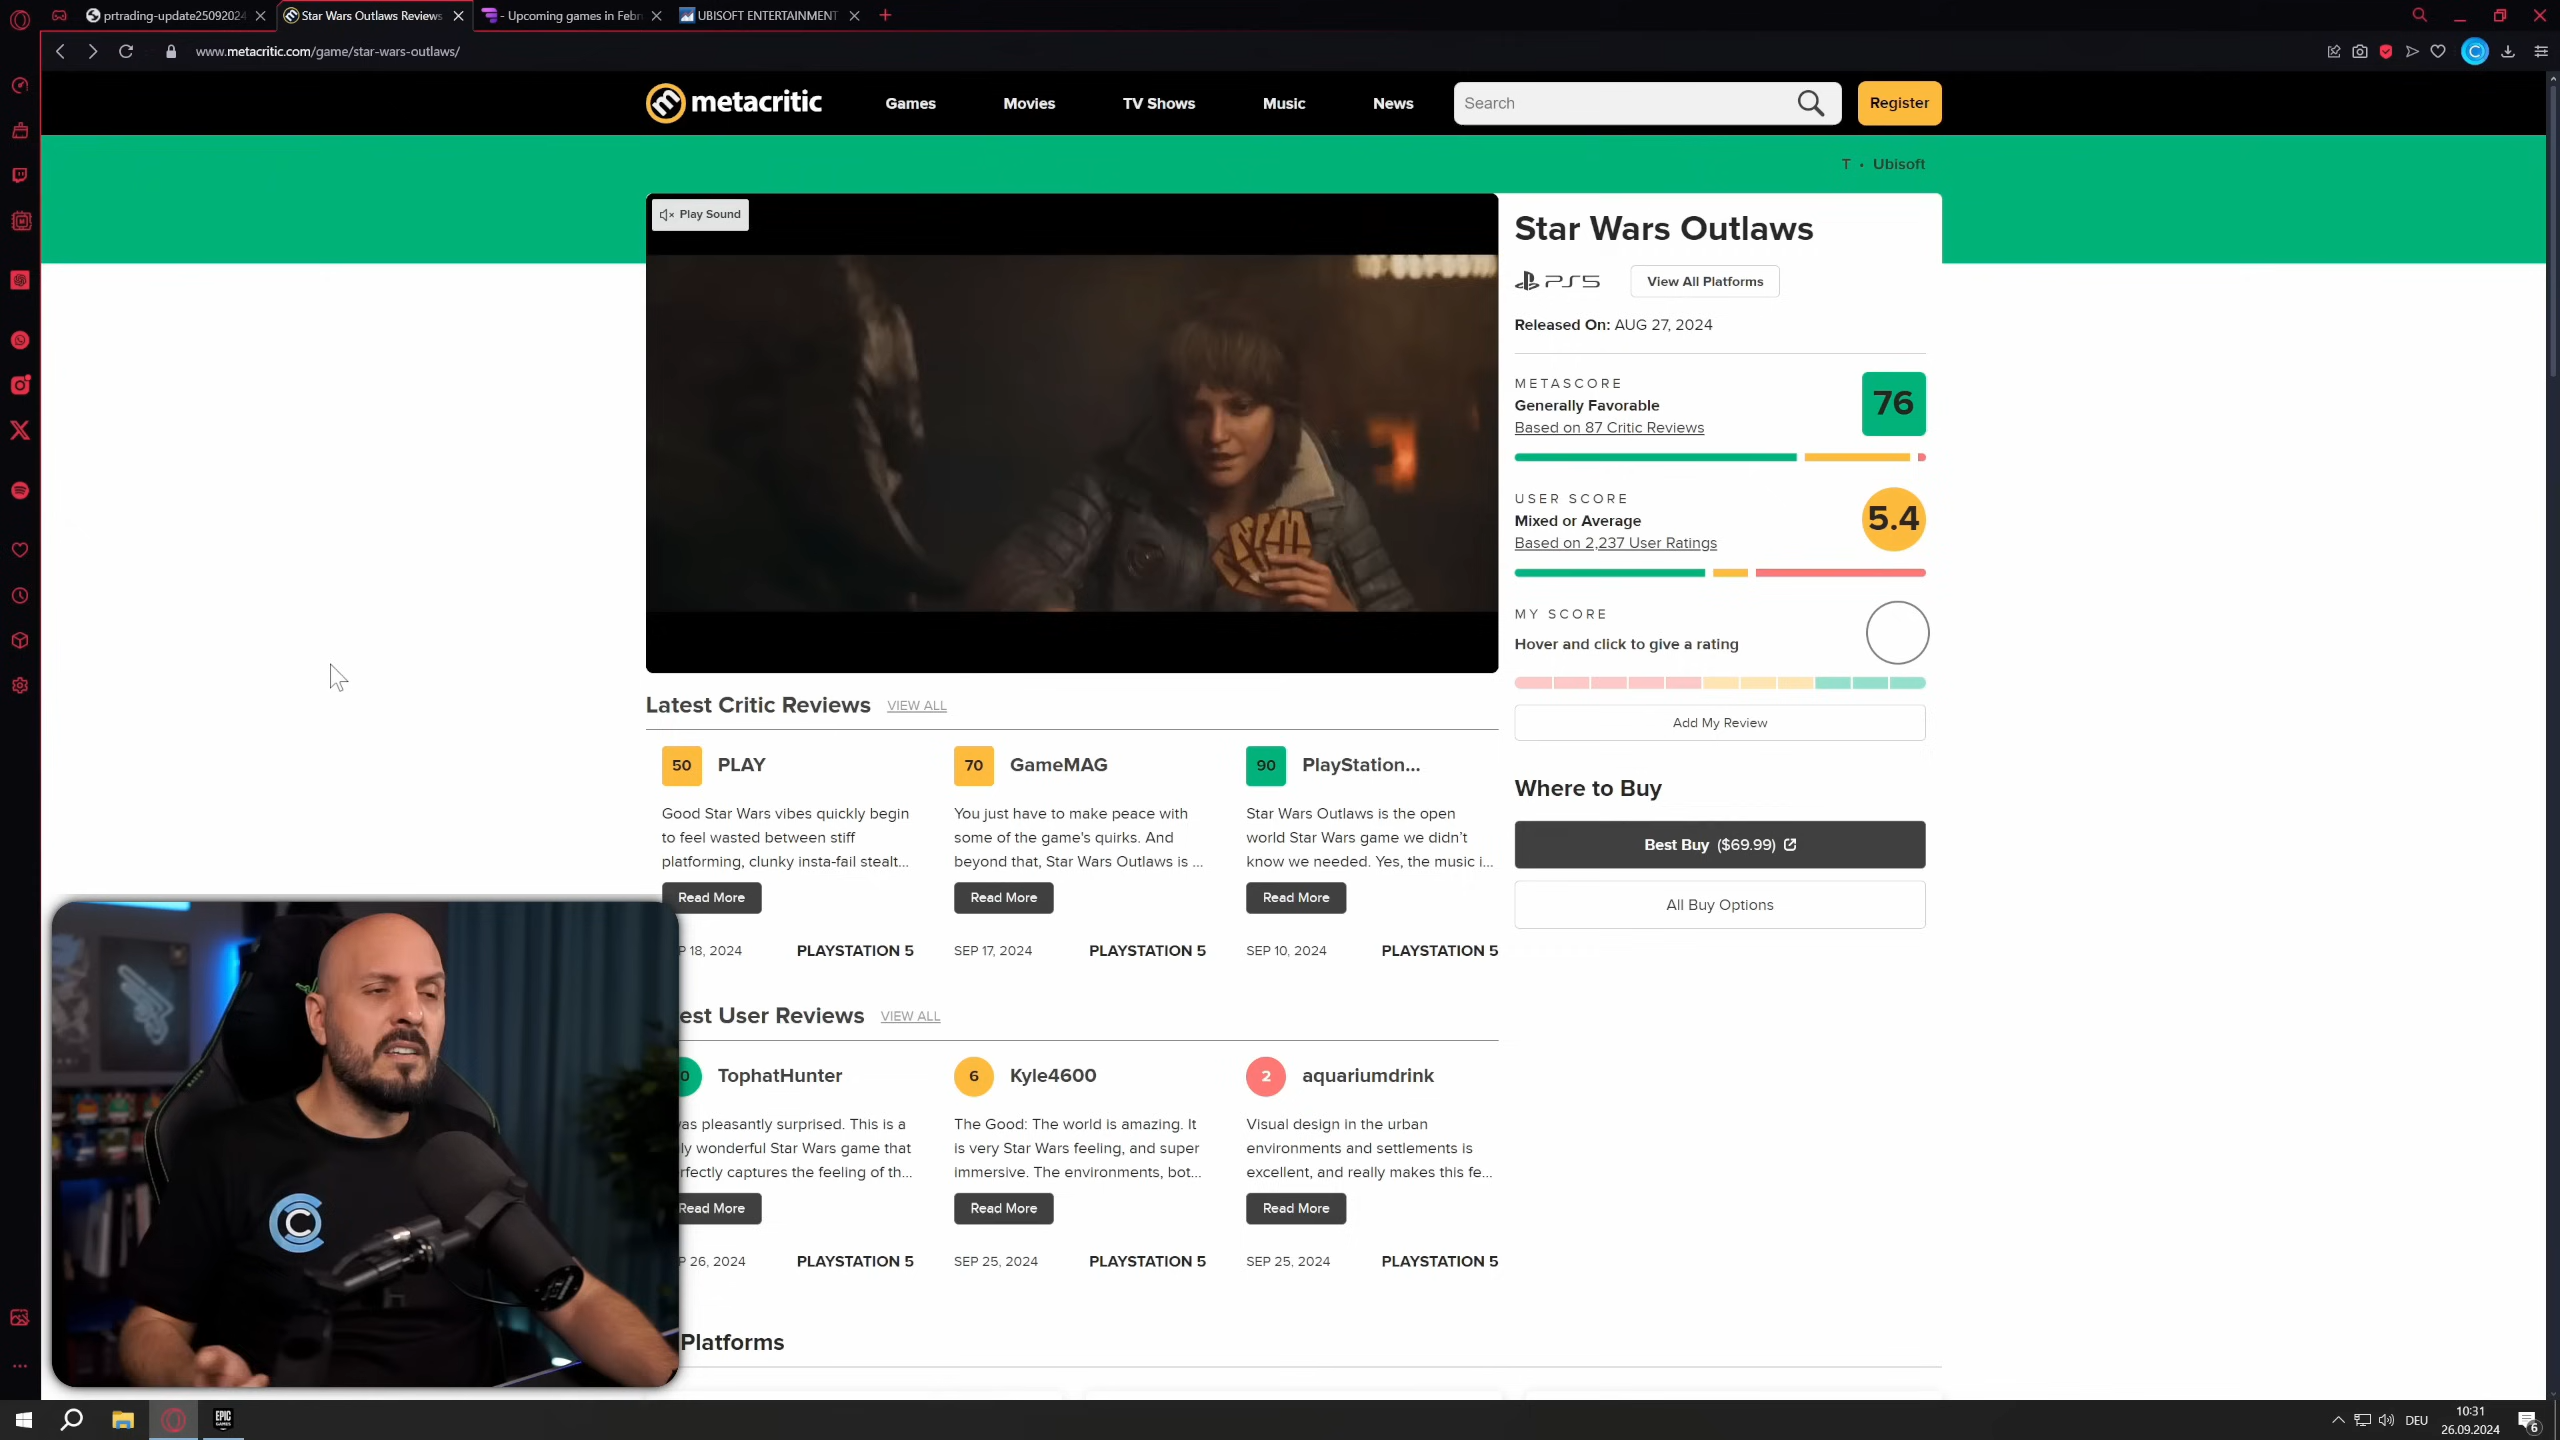 prtrading-update25092024
Star Wars Outlaws Reviews
- Upcoming games in Febr
UBISOFT ENTERTAINMENT
www.metacritic.com/game/star-wars-outlaws/
metacritic
Games
Movies
TV Shows
Music
News
Search
Register
T • Ubisoft
Play Sound
Star Wars Outlaws
PS5
View All Platforms
Released On: AUG 27, 2024
METASCORE
Generally Favorable
Based on 87 Critic Reviews
76
USER SCORE
Mixed or Average
Based on 2,237 User Ratings
5.4
MY SCORE
Hover and click to give a rating
Add My Review
Where to Buy
Best Buy ($69.99)
All Buy Options
Latest Critic Reviews
VIEW ALL
50 PLAY
Good Star Wars vibes quickly begin
to feel wasted between stiff
platforming, clunky insta-fail stealt...
Read More
P 18, 2024
PLAYSTATION 5
70 GameMAG
You just have to make peace with
some of the game's quirks. And
beyond that, Star Wars Outlaws is ...
Read More
SEP 17, 2024
PLAYSTATION 5
90 PlayStation...
Star Wars Outlaws is the open
world Star Wars game we didn't
know we needed. Yes, the music i...
Read More
SEP 10, 2024
PLAYSTATION 5
est User Reviews
VIEW ALL
0 TophatHunter
was pleasantly surprised. This is a
ly wonderful Star Wars game that
rfectly captures the feeling of th...
Read More
P 26, 2024
PLAYSTATION 5
6 Kyle4600
The Good: The world is amazing. It
is very Star Wars feeling, and super
immersive. The environments, bot...
Read More
SEP 25, 2024
PLAYSTATION 5
2 aquariumdrink
Visual design in the urban
environments and settlements is
excellent, and really makes this fe...
Read More
SEP 25, 2024
PLAYSTATION 5
Platforms
EPIC
GAMES
DEU
10:31
26.09.2024
6